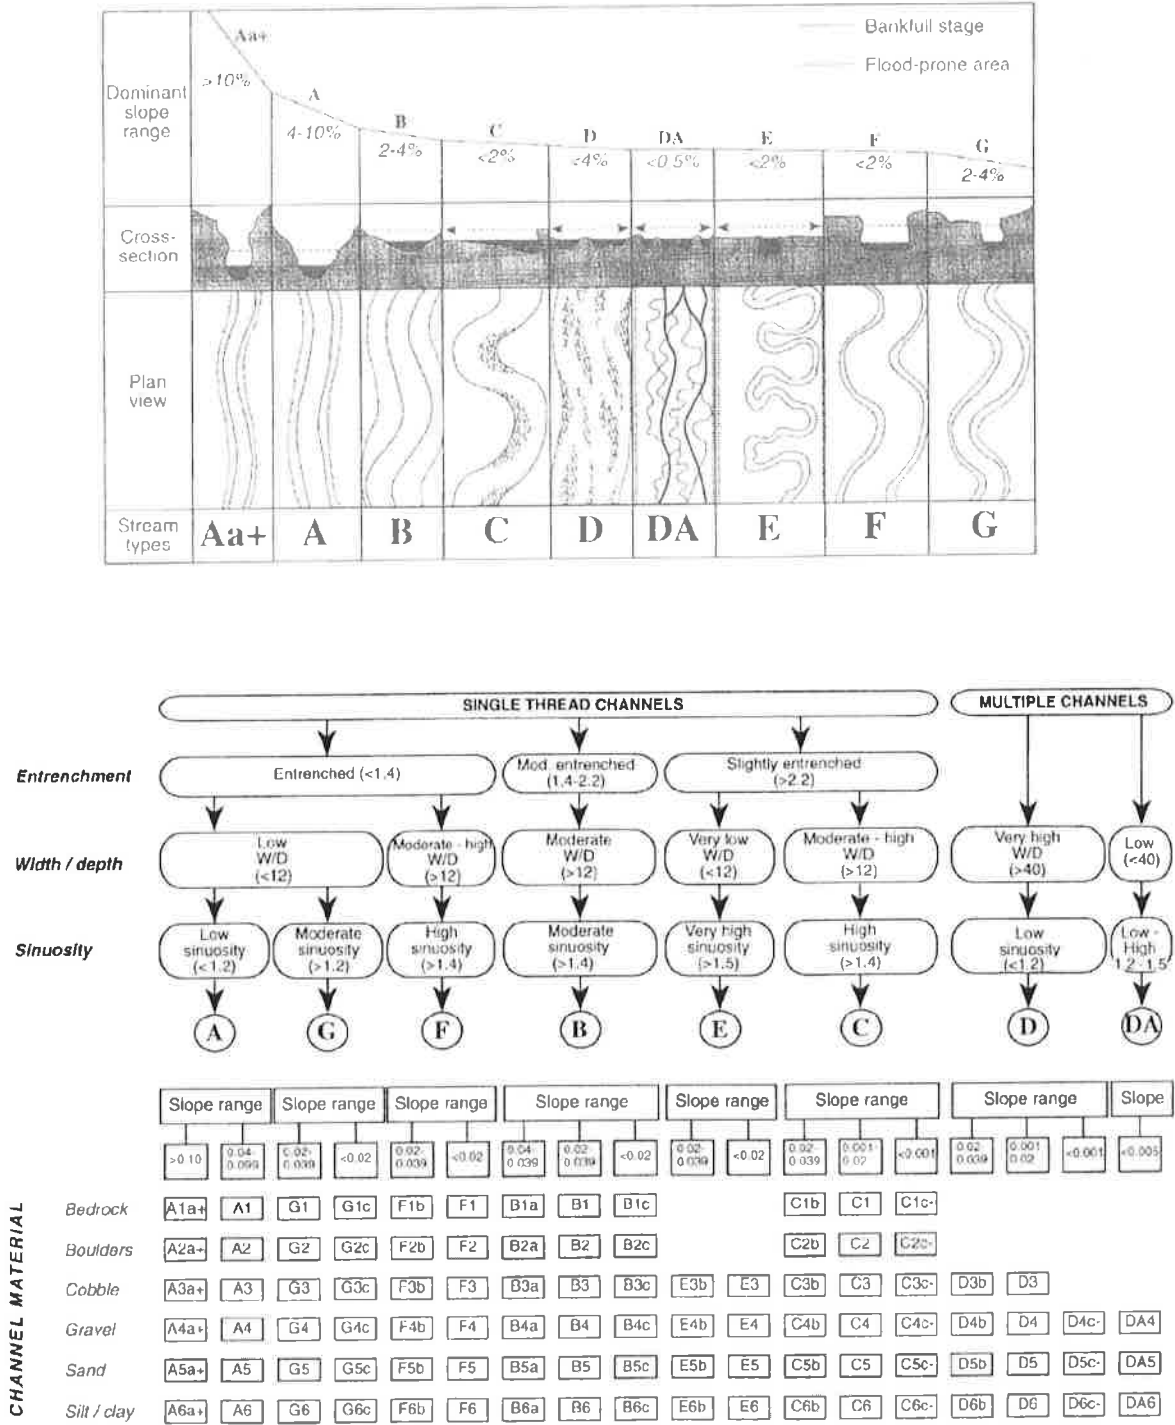 Bankfull stage
Flood-prone area
Dominant
slope
range
Aa+
>10%
A
4-10%
B
2-4%
C
<2%
D
<4%
DA
<0.5%
E
<2%
F
<2%
G
2-4%
Cross-
section
Plan
view
Stream
types
Aa+ A B C D DA E F G
SINGLE THREAD CHANNELS MULTIPLE CHANNELS
Entrenchment
Entrenched (<1.4)
Mod. entrenched
(1.4-2.2)
Slightly entrenched
(>2.2)
Width / depth
Low
W/D
(<12)
Moderate - high
W/D
(>12)
Moderate
W/D
(>12)
Very low
W/D
(<12)
Moderate - high
W/D
(>12)
Very high
W/D
(>40)
Low
(<40)
Sinuosity
Low
sinuosity
(<1.2)
Moderate
sinuosity
(>1.2)
High
sinuosity
(>1.4)
Moderate
sinuosity
(>1.4)
Very high
sinuosity
(>1.5)
High
sinuosity
(>1.4)
Low
sinuosity
(<1.2)
Low -
High
1.2 - 1.5
A G F B E C D DA
Slope range Slope range Slope range Slope range Slope range Slope range Slope range Slope
>0.10
0.04-
0.099
0.02-
0.039
<0.02
0.02-
0.039
<0.02
0.04-
0.039
0.02-
0.039
<0.02
0.02-
0.039
<0.02
0.02-
0.039
0.001-
0.02
<0.001
0.02
0.039
0.001
0.02
<0.001
<0.005
CHANNEL MATERIAL
Bedrock A1a+ A1 G1 G1c F1b F1 B1a B1 B1c C1b C1 C1c-
Boulders A2a+ A2 G2 G2c F2b F2 B2a B2 B2c C2b C2 C2c-
Cobble A3a+ A3 G3 G3c F3b F3 B3a B3 B3c E3b E3 C3b C3 C3c- D3b D3
Gravel A4a+ A4 G4 G4c F4b F4 B4a B4 B4c E4b E4 C4b C4 C4c- D4b D4 D4c- DA4
Sand A5a+ A5 G5 G5c F5b F5 B5a B5 B5c E5b E5 C5b C5 C5c- D5b D5 D5c- DA5
Silt / clay A6a+ A6 G6 G6c F6b F6 B6a B6 B6c E6b E6 C6b C6 C6c- D6b D6 D6c- DA6